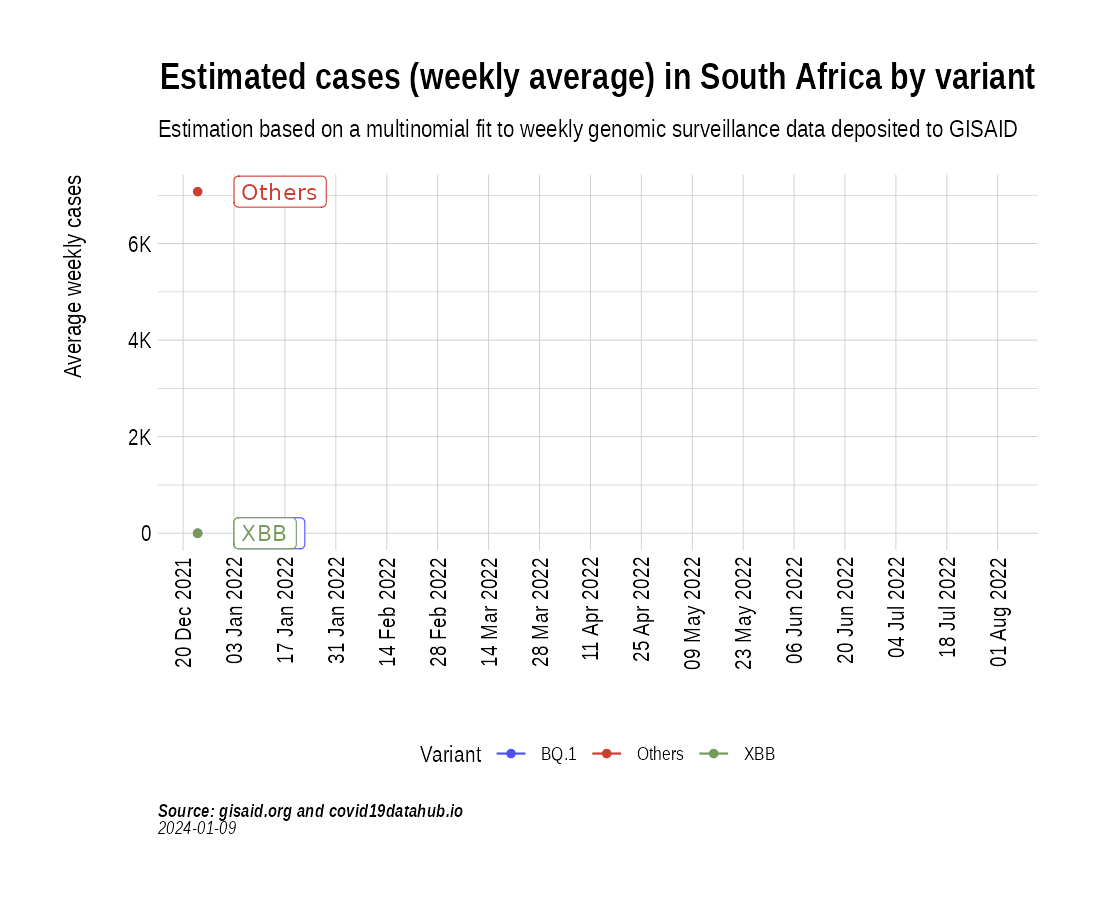 Estimated cases (weekly average) in South Africa by variant
Estimation based on a multinomial fit to weekly genomic surveillance data deposited to GISAID
Average weekly cases
Others
6K
4K
2K
0
XBB
20 Dec 2021
03 Jan 2022
17 Jan 2022
31 Jan 2022
14 Feb 2022
28 Feb 2022
14 Mar 2022
28 Mar 2022
11 Apr 2022
25 Apr 2022
09 May 2022
23 May 2022
06 Jun 2022
20 Jun 2022
04 Jul 2022
18 Jul 2022
01 Aug 2022
Variant BQ.1 Others XBB
Source: gisaid.org and covid19datahub.io
2024-01-09